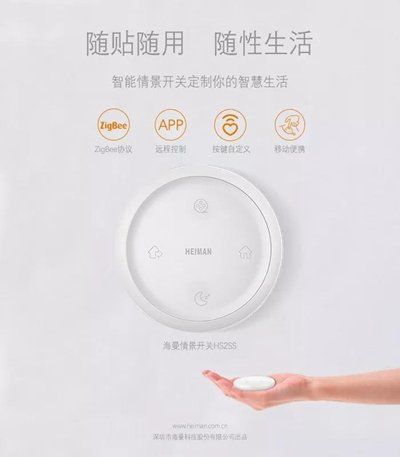 随贴随用 随性生活
智能情景开关定制你的智慧生活
ZigBee APP
ZigBee协议 远程控制 按键自定义 移动便携
HEIMAN
海曼情景开关HS2SS
www.heiman.com.cn
深圳市海曼科技股份有限公司出品